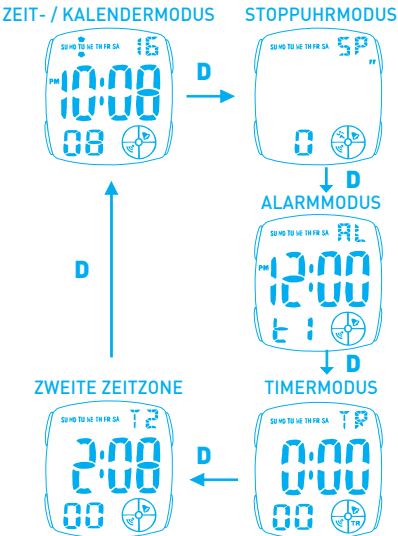 ZEIT- / KALENDERMODUS
SU MO TU WE TH FR SA 16
PM 10:08
08
D
STOPPUHRMODUS
SU MO TU WE TH FR SA SP
FF
0
D
ALARMMODUS
SU MO TU WE TH FR SA AL
PM 12:00
t1
D
TIMERMODUS
SU MO TU WE TH FR SA TR
0:00
00
TR
D
ZWEITE ZEITZONE
SU MO TU WE TH FR SA T2
2:08
00
D